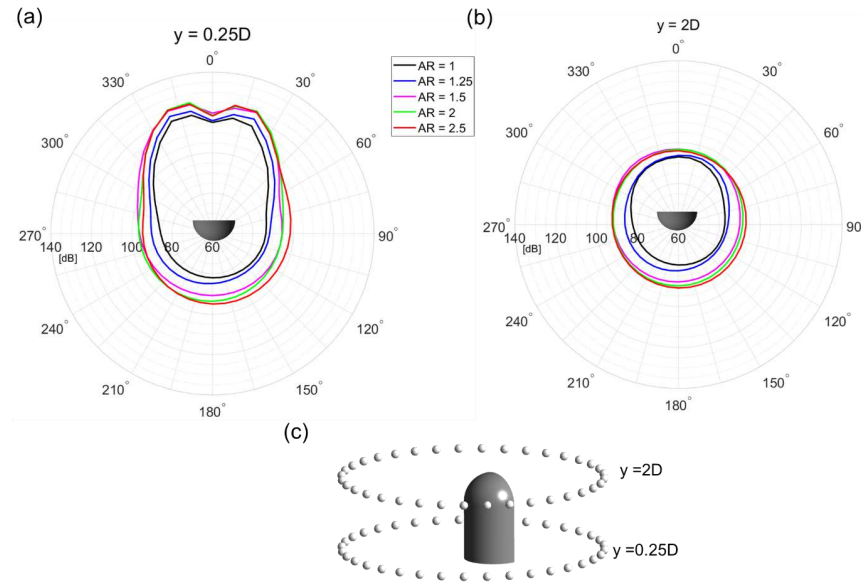 (a)
y = 0.25D
0°
30°
60°
90°
120°
150°
180°
210°
240°
270°
300°
330°
140 120 100 80 60
[dB]
AR = 1
AR = 1.25
AR = 1.5
AR = 2
AR = 2.5
(b)
y = 2D
0°
30°
60°
90
120°
150°
180°
210°
240°
270°
300°
330°
140 120 100 80 60
[dB]
(c)
y =2D
y =0.25D